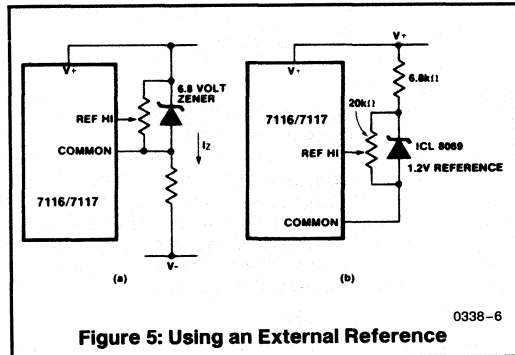 V+
6.8 VOLT
ZENER
REF HI
COMMON
IZ
7116/7117
V-
(a)
V+
V+
6.8kΩ
20kΩ
REF HI
ICL 8069
1.2V REFERENCE
7116/7117
COMMON
(b)
0338-6
Figure 5: Using an External Reference